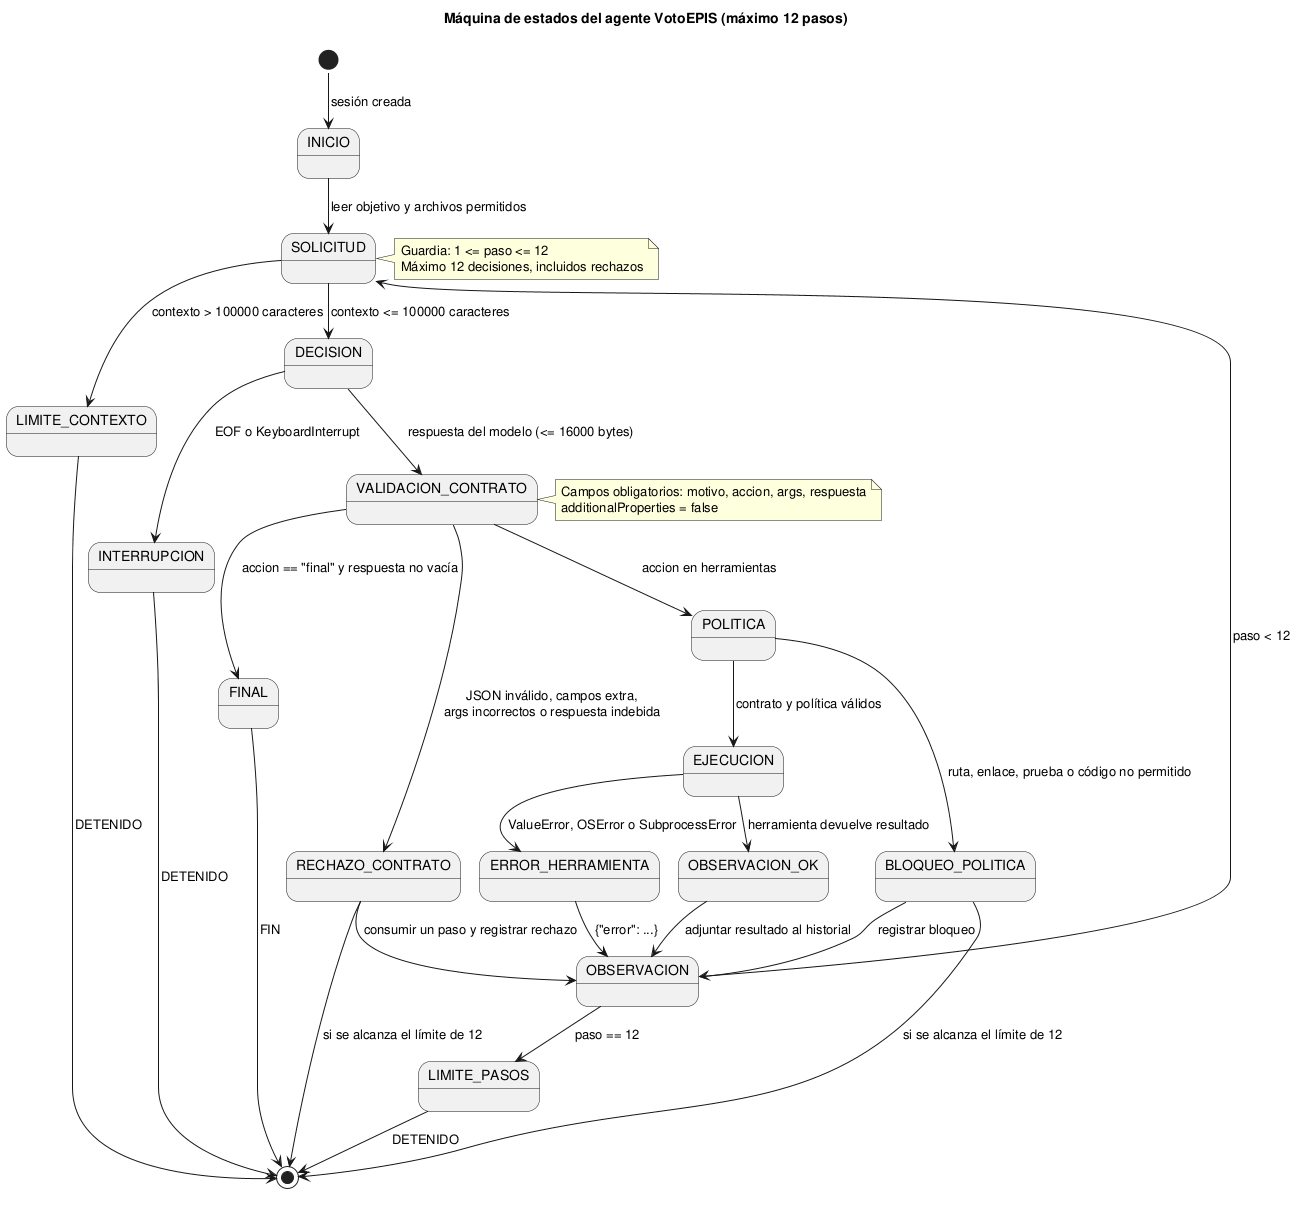 Máquina de estados del agente VotoEPIS (máximo 12 pasos)
sesión creada
INICIO
leer objetivo y archivos permitidos
SOLICITUD
Guardia: 1 <= paso <= 12
Máximo 12 decisiones, incluidos rechazos
contexto > 100000 caracteres
contexto <= 100000 caracteres
DECISION
LIMITE_CONTEXTO
EOF o KeyboardInterrupt
respuesta del modelo (<= 16000 bytes)
VALIDACION_CONTRATO
Campos obligatorios: motivo, accion, args, respuesta
additionalProperties = false
INTERRUPCION
accion == "final" y respuesta no vacía
accion en herramientas
POLITICA
paso < 12
FINAL
JSON inválido, campos extra,
args incorrectos o respuesta indebida
contrato y política válidos
EJECUCION
ruta, enlace, prueba o código no permitido
DETENIDO
ValueError, OSError o SubprocessError
herramienta devuelve resultado
RECHAZO_CONTRATO
ERROR_HERRAMIENTA
OBSERVACION_OK
BLOQUEO_POLITICA
DETENIDO
FIN
consumir un paso y registrar rechazo
{"error": ...}
adjuntar resultado al historial
registrar bloqueo
OBSERVACION
si se alcanza el límite de 12
paso == 12
si se alcanza el límite de 12
LIMITE_PASOS
DETENIDO